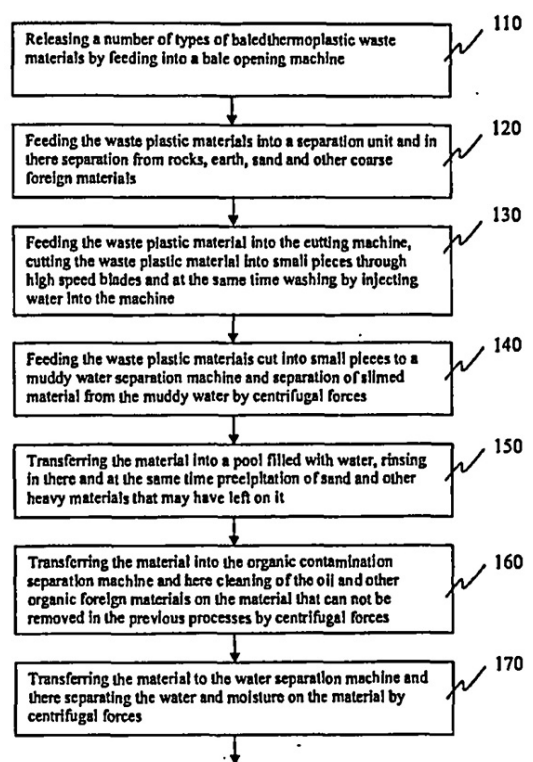 110
Releasing a number of types of baledthermoplastic waste
materials by feeding into a bale opening machine
120
Feeding the waste plastic materials into a separation unit and in
there separation from rocks, earth, sand and other coarse
foreign materials
130
Feeding the waste plastic material into the cutting machine,
cutting the waste plastic material into small pieces through
high speed blades and at the same time washing by injecting
water into the machine
140
Feeding the waste plastic materials cut into small pieces to a
muddy water separation machine and separation of slimed
material from the muddy water by centrifugal forces
150
Transferring the material into a pool filled with water, rinsing
in there and at the same time precipitation of sand and other
heavy materials that may have left on it
160
Transferring the material into the organic contamination
separation machine and here cleaning of the oil and other
organic foreign materials on the material that can not be
removed in the previous processes by centrifugal forces
170
Transferring the material to the water separation machine and
there separating the water and moisture on the material by
centrifugal forces